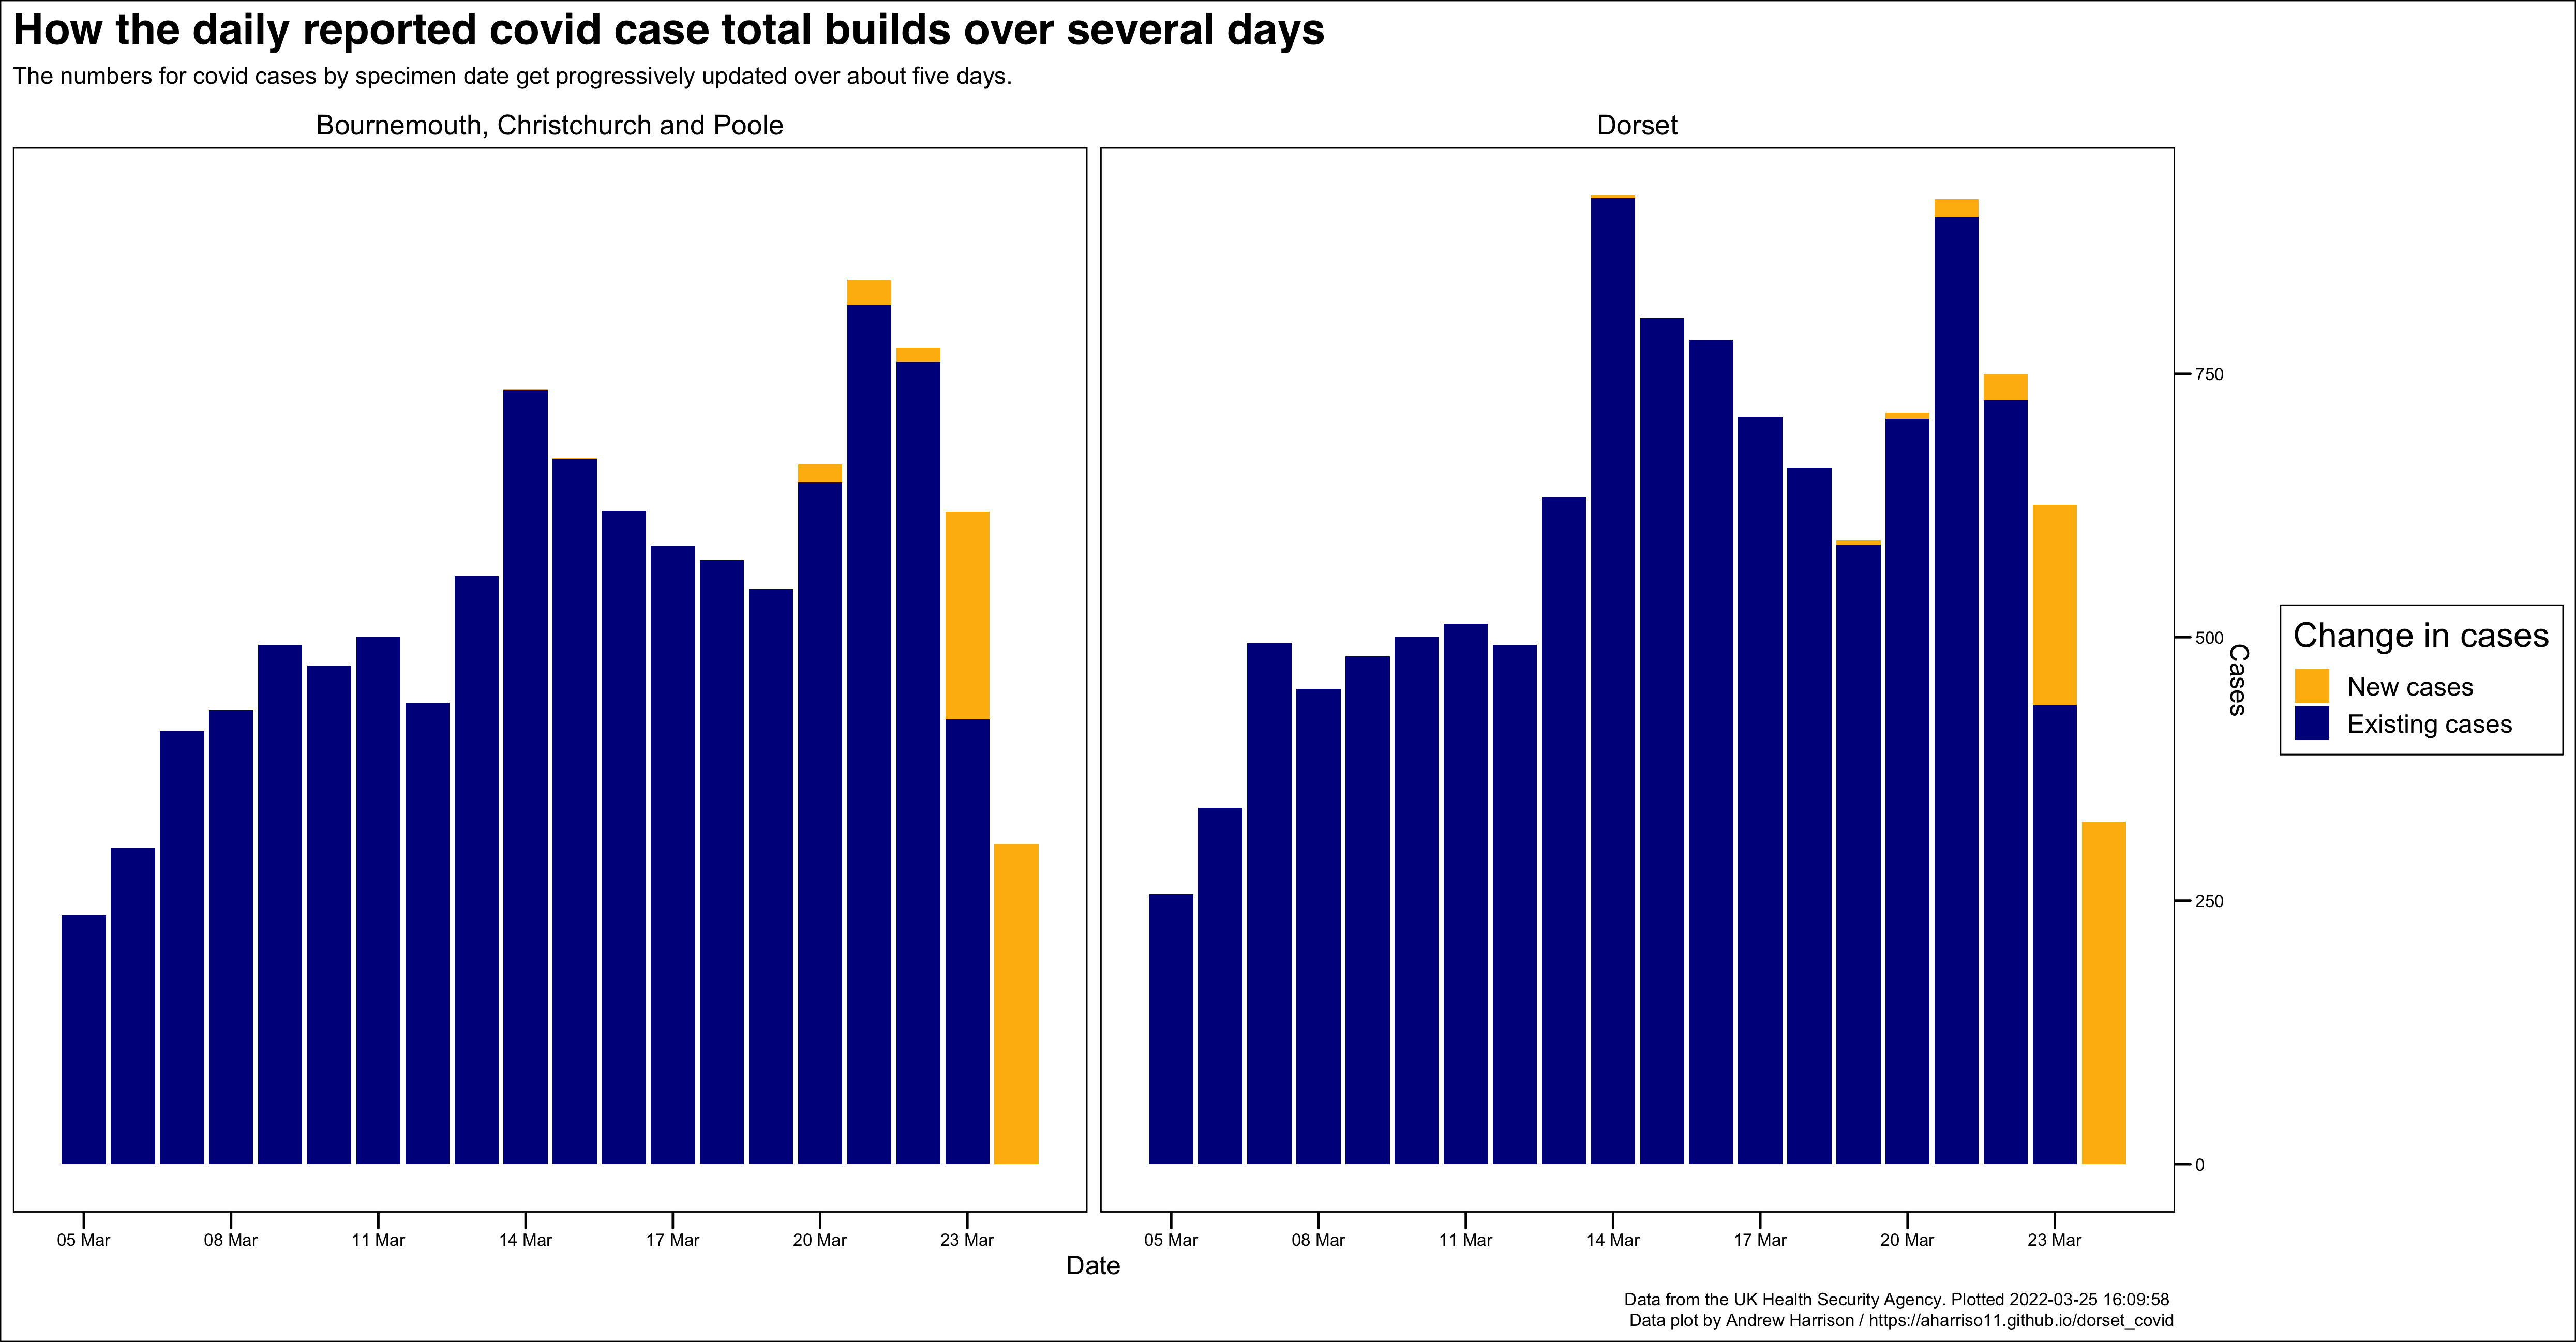 How the daily reported covid case total builds over several days
The numbers for covid cases by specimen date get progressively updated over about five days.
Bournemouth, Christchurch and Poole
Dorset
750
500
250
0
Cases
Change in cases
New cases
Existing cases
05 Mar 08 Mar 11 Mar 14 Mar 17 Mar 20 Mar 23 Mar
05 Mar 08 Mar 11 Mar 14 Mar 17 Mar 20 Mar 23 Mar
Date
Data from the UK Health Security Agency. Plotted 2022-03-25 16:09:58
Data plot by Andrew Harrison / https://aharriso11.github.io/dorset_covid